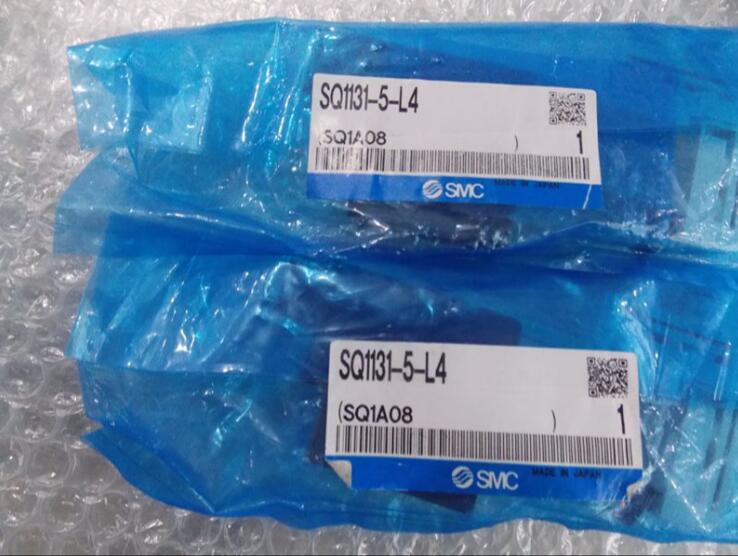 SQ1131-5-L4
(SQ1A08 ) 1
SMC MADE IN JAPAN
SQ1131-5-L4
(SQ1A08 ) 1
SMC MADE IN JAPAN